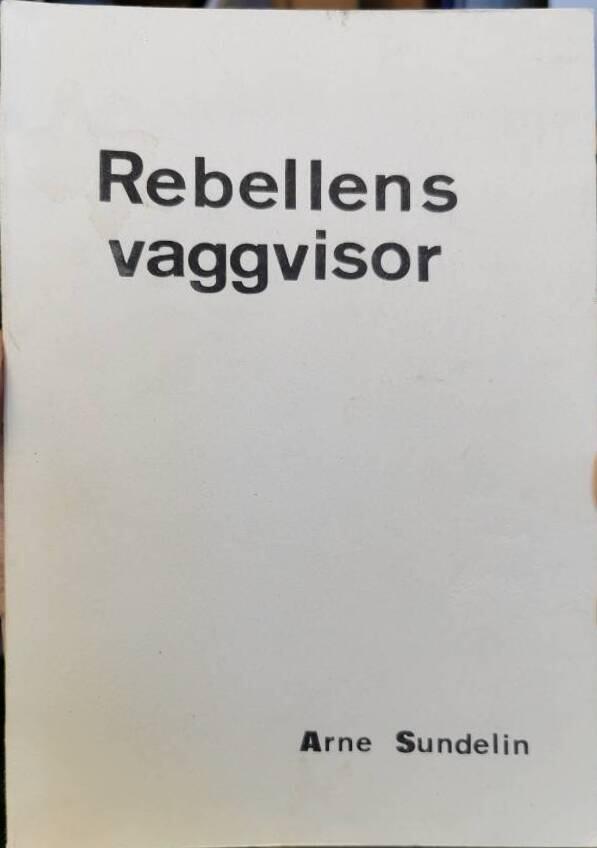 Rebellens
vaggvisor
Arne Sundelin